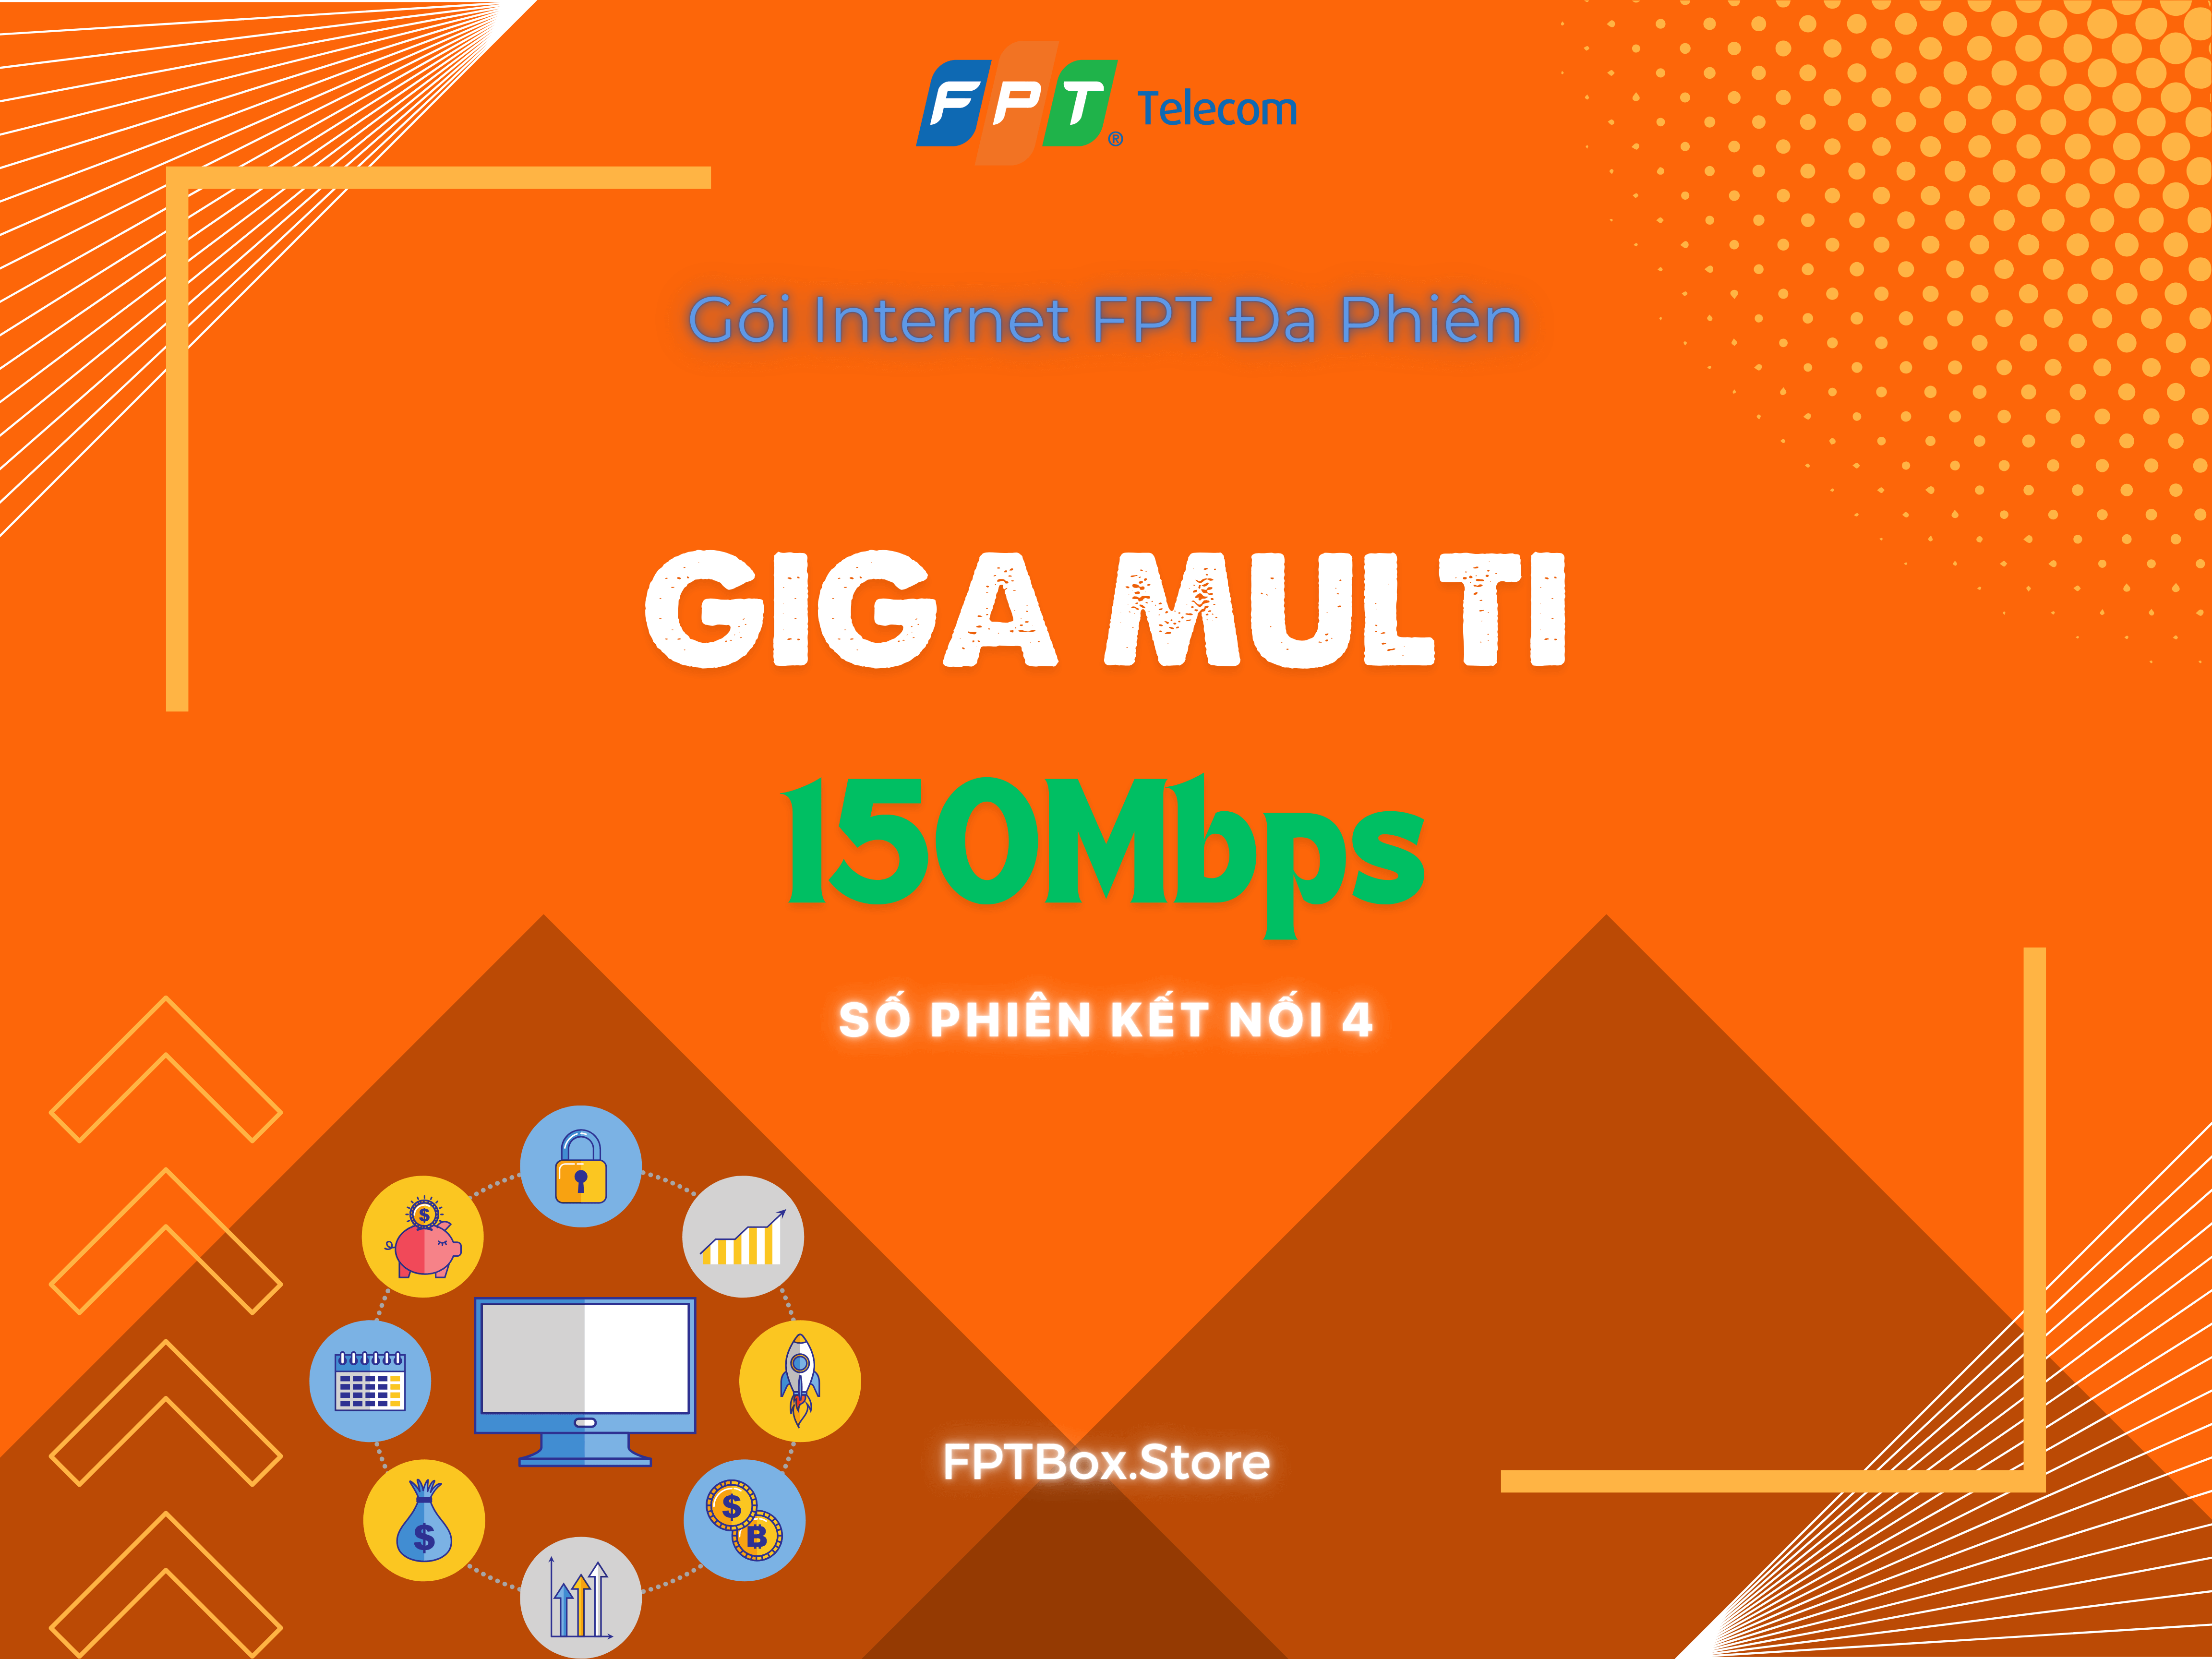 FPT® Telecom
Gói Internet FPT Đa Phiên
GIGA MULTI
150Mbps
SỐ PHIÊN KẾT NỐI 4
$
$
$
B
FPTBox.Store